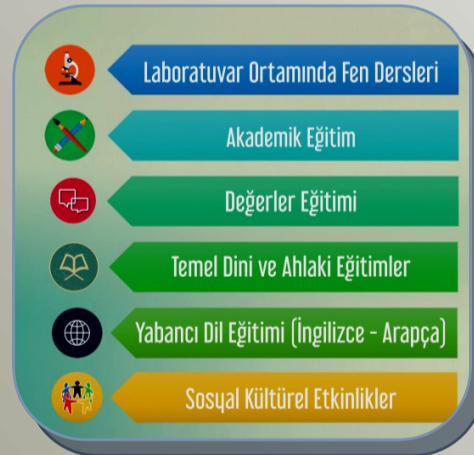 Laboratuvar Ortamında Fen Dersleri
Akademik Eğitim
Değerler Eğitimi
Temel Dini ve Ahlaki Eğitimler
Yabancı Dil Eğitimi (İngilizce - Arapça)
Sosyal Kültürel Etkinlikler